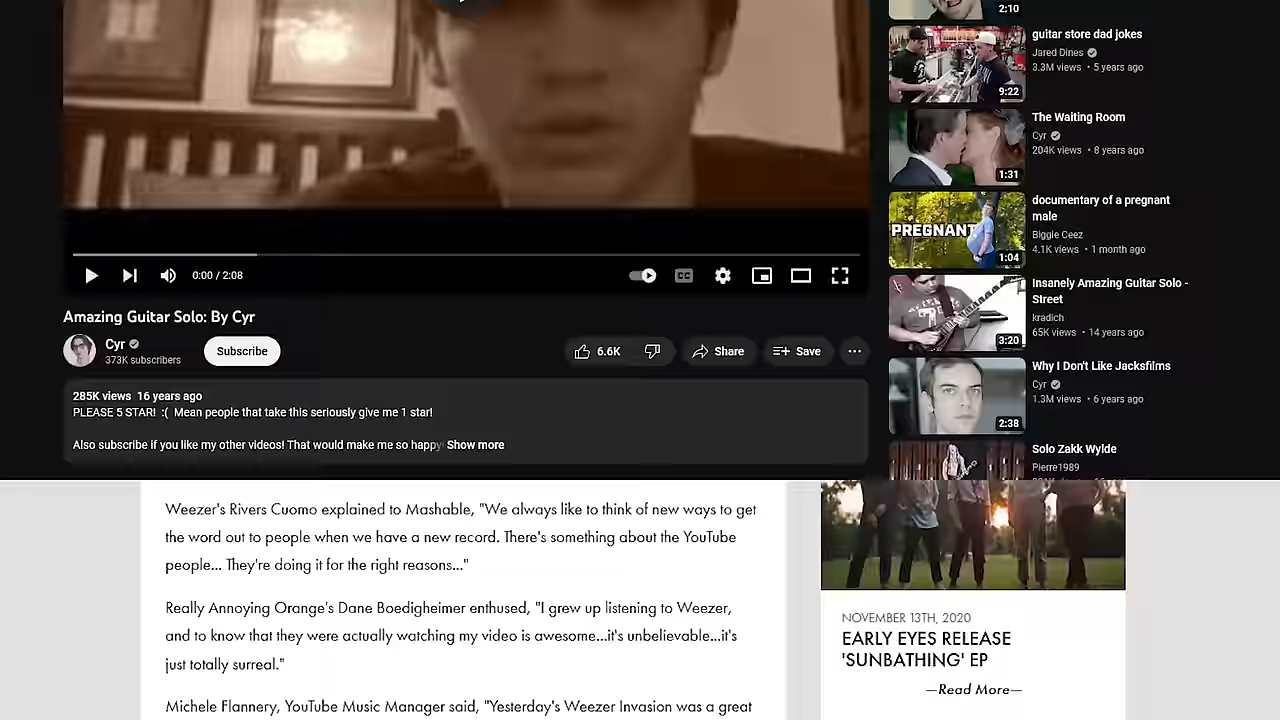 2:10
guitar store dad jokes
Jared Dines
3.3M views • 5 years ago
9:22
The Waiting Room
Cyr
204K views • 8 years ago
1:31
documentary of a pregnant
male
Biggie Ceez
4.1K views • 1 month ago
PREGNANT
1:04
Insanely Amazing Guitar Solo -
Street
kradich
65K views • 14 years ago
3:20
Why I Don't Like Jacksfilms
Cyr
1.3M views • 6 years ago
2:38
Solo Zakk Wylde
Pierre1989
0:00 / 2:08
CC
Amazing Guitar Solo: By Cyr
Cyr
373K subscribers
Subscribe
6.6K
Share
Save
285K views 16 years ago
PLEASE 5 STAR! :( Mean people that take this seriously give me 1 star!
Also subscribe if you like my other videos! That would make me so happy Show more
Weezer's Rivers Cuomo explained to Mashable, "We always like to think of new ways to get
the word out to people when we have a new record. There's something about the YouTube
people... They're doing it for the right reasons..."
Really Annoying Orange's Dane Boedigheimer enthused, "I grew up listening to Weezer,
and to know that they were actually watching my video is awesome...it's unbelievable...it's
just totally surreal."
Michele Flannery, YouTube Music Manager said, "Yesterday's Weezer Invasion was a great
NOVEMBER 13TH, 2020
EARLY EYES RELEASE
'SUNBATHING' EP
—Read More—